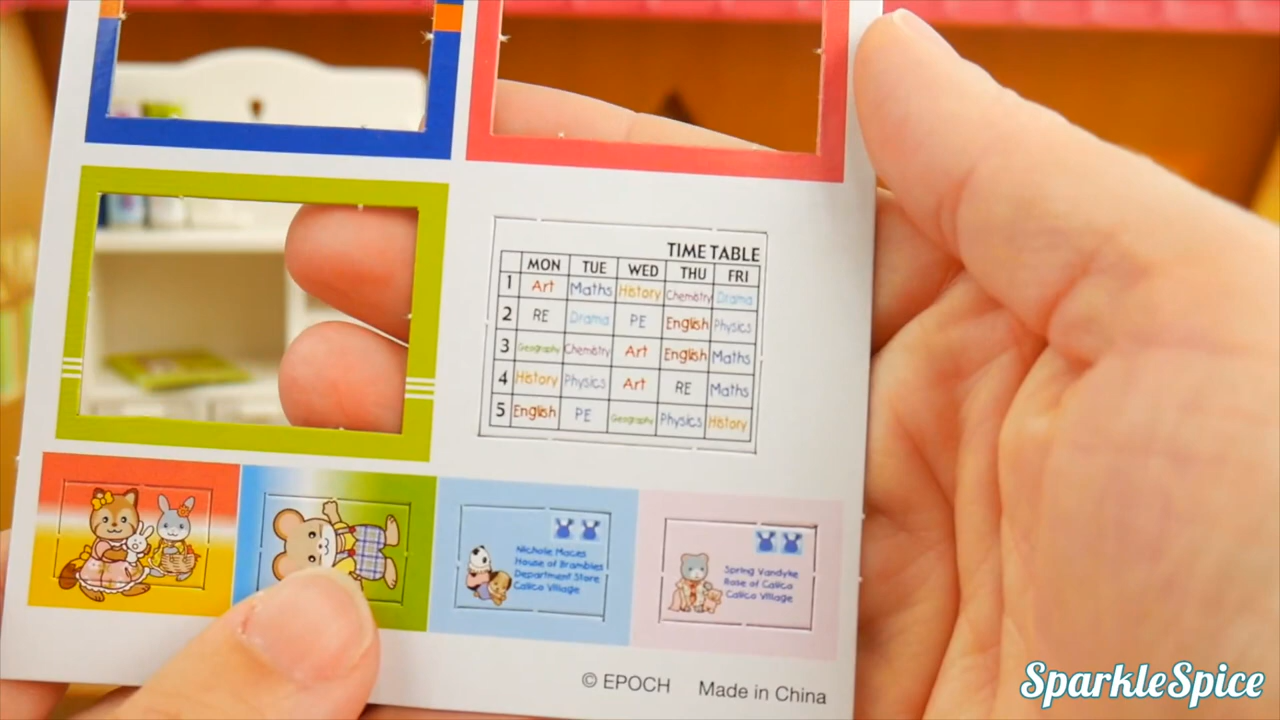 TIME TABLE
MON TUE WED THU FRI
1 Art Maths History Chemistry Drama
2 RE Drama PE English Physics
3 Geography Chemistry Art English Maths
4 History Physics Art RE Maths
5 English PE Geography Physics History
Nichole Maces
House of Brambles
Department Store
Calico Village
Spring Vandyke
Rose of Calico
Calico Village
© EPOCH Made in China
SparkleSpice